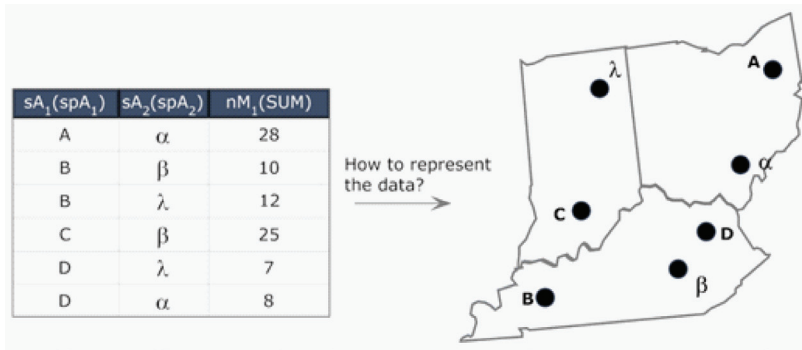 sA₁(spA₁) sA₂(spA₂) nM₁(SUM)
A α 28
B β 10
B λ 12
C β 25
D λ 7
D α 8
How to represent
the data?
λ
A
α
C
D
β
B